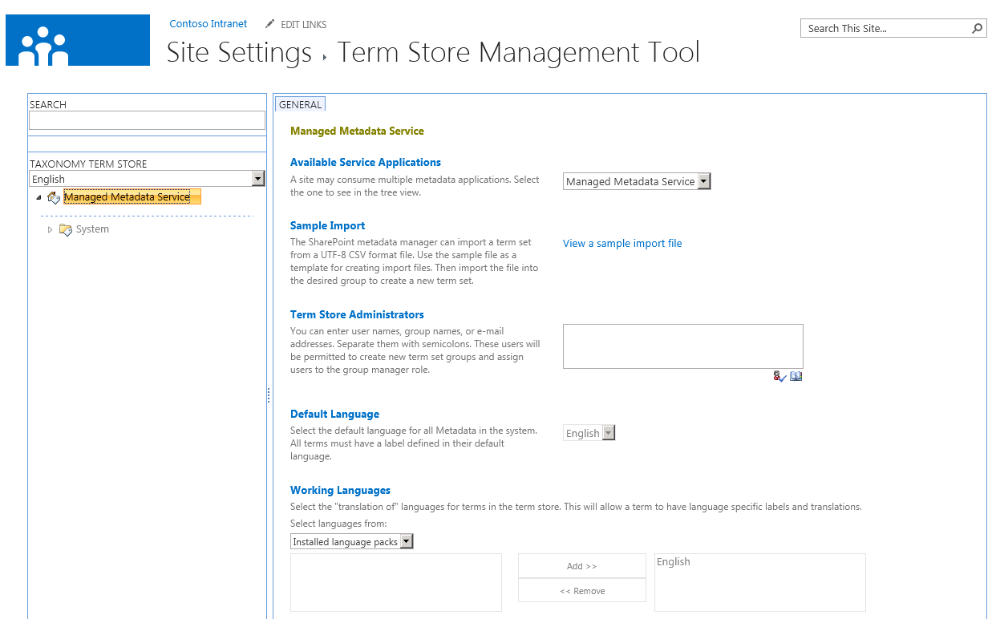 Contoso Intranet
EDIT LINKS
Search This Site...
Site Settings ▸ Term Store Management Tool
SEARCH
TAXONOMY TERM STORE
English
Managed Metadata Service
System
GENERAL
Managed Metadata Service
Available Service Applications
A site may consume multiple metadata applications. Select
the one to see in the tree view.
Managed Metadata Service
Sample Import
The SharePoint metadata manager can import a term set
from a UTF-8 CSV format file. Use the sample file as a
template for creating import files. Then import the file into
the desired group to create a new term set.
View a sample import file
Term Store Administrators
You can enter user names, group names, or e-mail
addresses. Separate them with semicolons. These users will
be permitted to create new term set groups and assign
users to the group manager role.
Default Language
Select the default language for all Metadata in the system.
All terms must have a label defined in their default
language.
English
Working Languages
Select the "translation of" languages for terms in the term store. This will allow a term to have language specific labels and translations.
Select languages from:
Installed language packs
Add >>
<< Remove
English